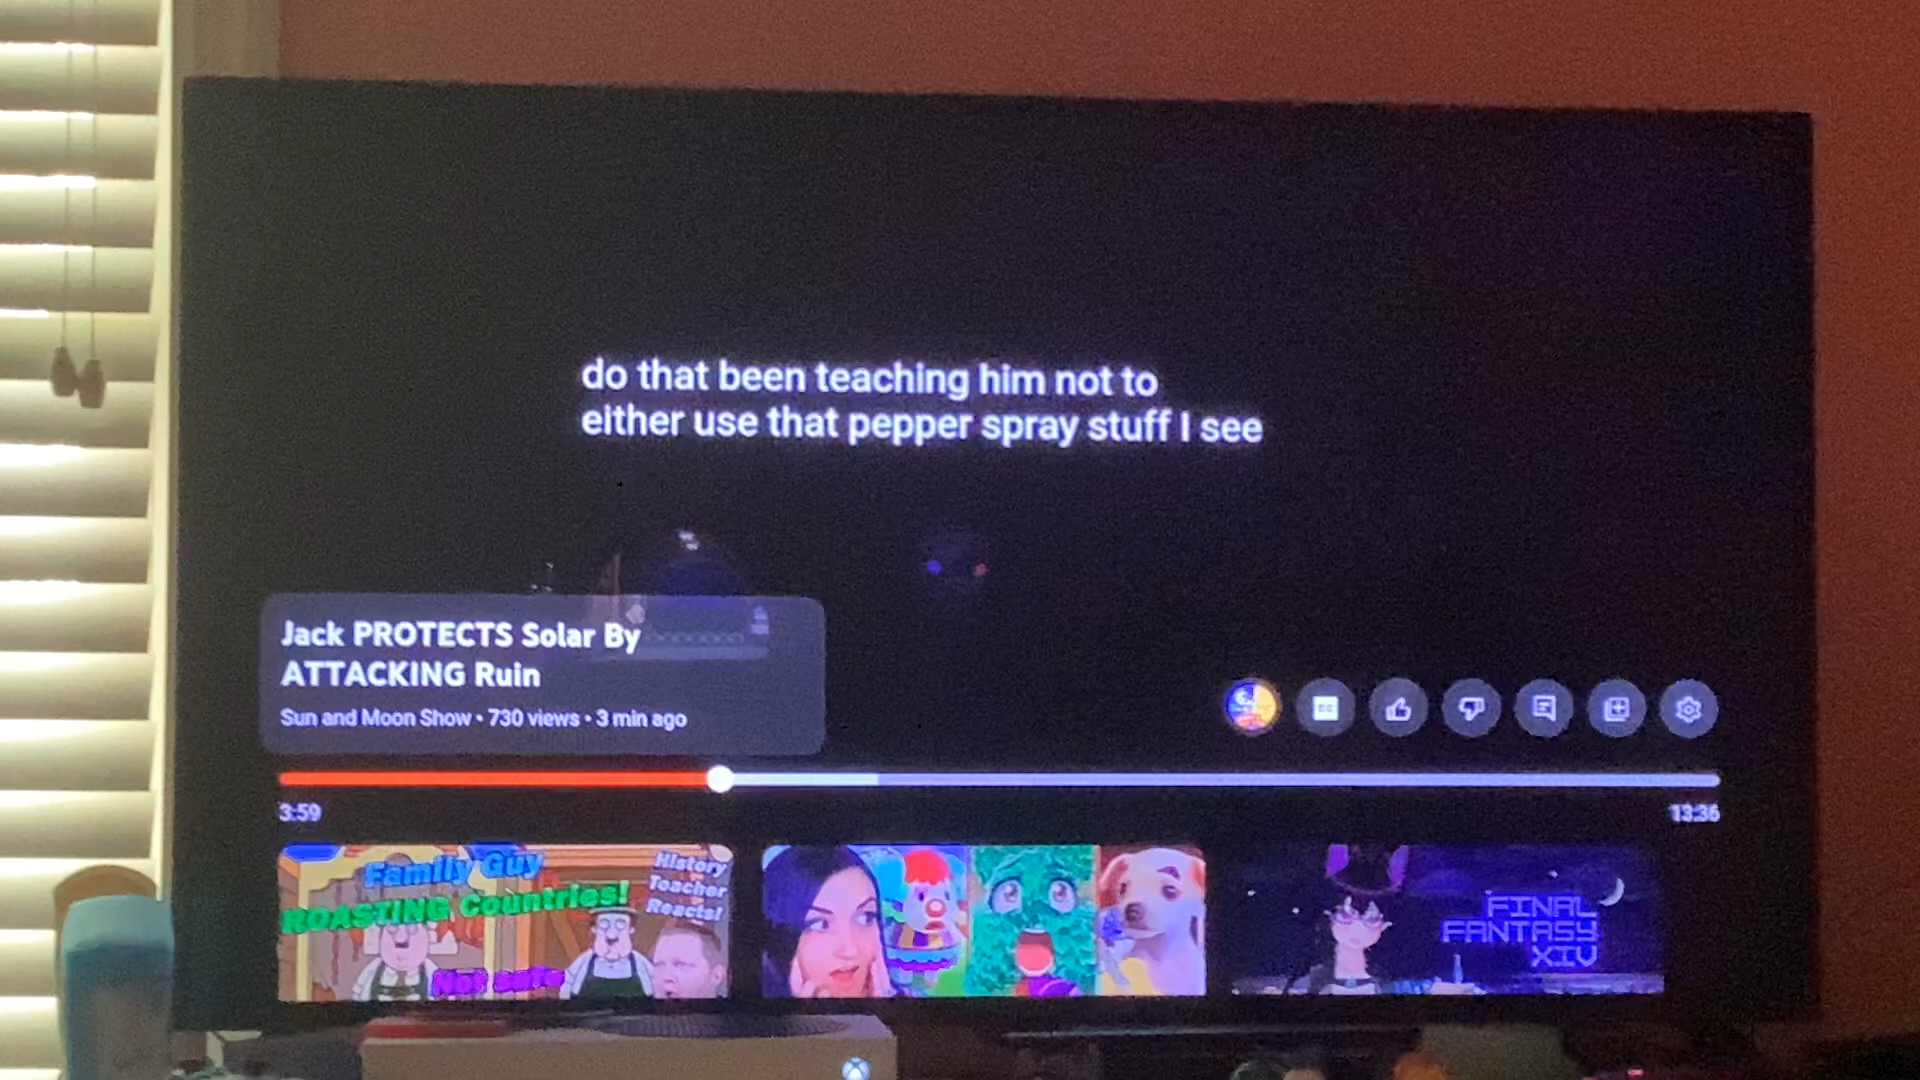 do that been teaching him not to
either use that pepper spray stuff I see
Jack PROTECTS Solar By
ATTACKING Ruin
Sun and Moon Show • 730 views • 3 min ago
3:59
13:36
Family Guy
ROASTING Countries!
Not safe
History
Teacher
Reacts!
FINAL
FANTASY
XIV